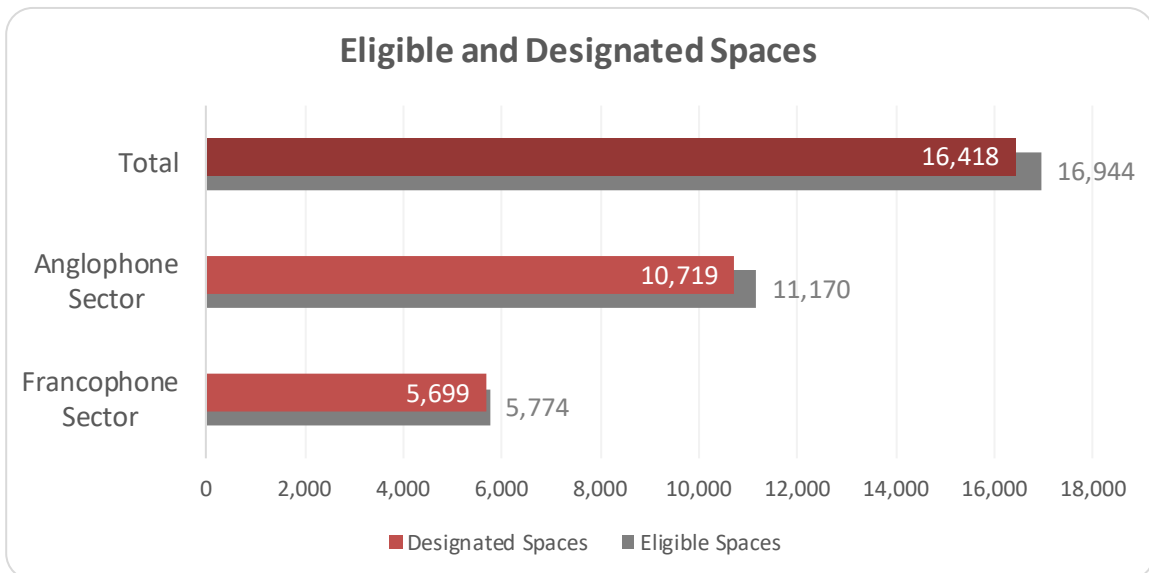 Eligible and Designated Spaces
Total
16,418
16,944
Anglophone
Sector
10,719
11,170
Francophone
Sector
5,699
5,774
0 2,000 4,000 6,000 8,000 10,000 12,000 14,000 16,000 18,000
Designated Spaces Eligible Spaces